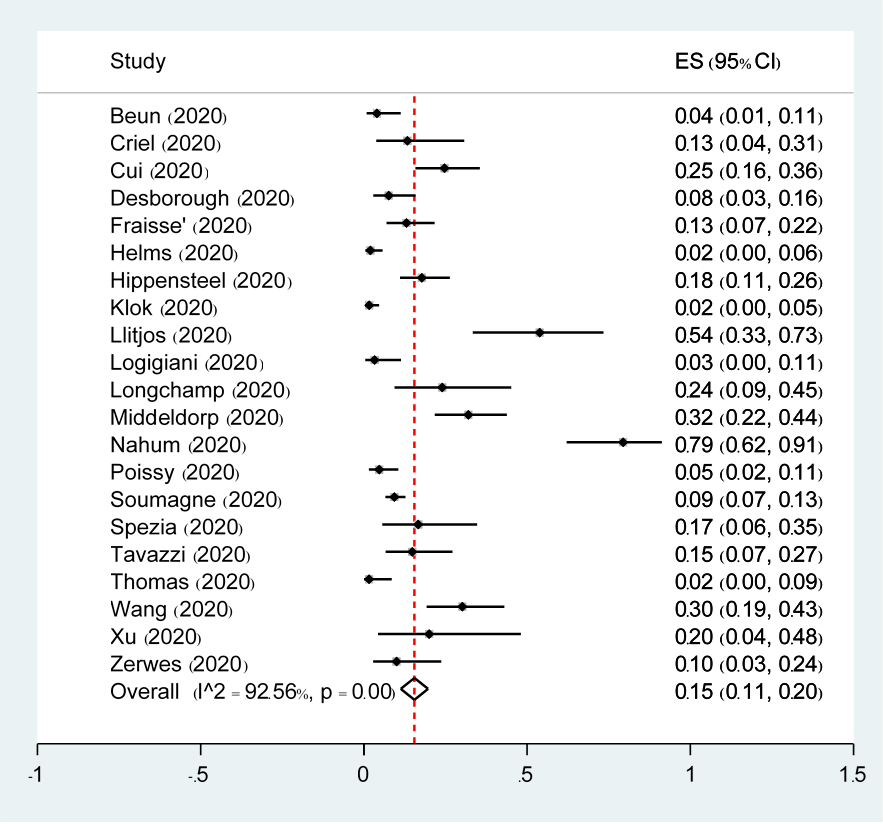 Study ES (95% CI)
Beun (2020) 0.04 (0.01, 0.11)
Criel (2020) 0.13 (0.04, 0.31)
Cui (2020) 0.25 (0.16, 0.36)
Desborough (2020) 0.08 (0.03, 0.16)
Fraisse' (2020) 0.13 (0.07, 0.22)
Helms (2020) 0.02 (0.00, 0.06)
Hippensteel (2020) 0.18 (0.11, 0.26)
Klok (2020) 0.02 (0.00, 0.05)
Llitjos (2020) 0.54 (0.33, 0.73)
Logigiani (2020) 0.03 (0.00, 0.11)
Longchamp (2020) 0.24 (0.09, 0.45)
Middeldorp (2020) 0.32 (0.22, 0.44)
Nahum (2020) 0.79 (0.62, 0.91)
Poissy (2020) 0.05 (0.02, 0.11)
Soumagne (2020) 0.09 (0.07, 0.13)
Spezia (2020) 0.17 (0.06, 0.35)
Tavazzi (2020) 0.15 (0.07, 0.27)
Thomas (2020) 0.02 (0.00, 0.09)
Wang (2020) 0.30 (0.19, 0.43)
Xu (2020) 0.20 (0.04, 0.48)
Zerwes (2020) 0.10 (0.03, 0.24)
Overall (I^2 = 92.56%, p = 0.00) 0.15 (0.11, 0.20)
-1 -.5 0 .5 1 1.5